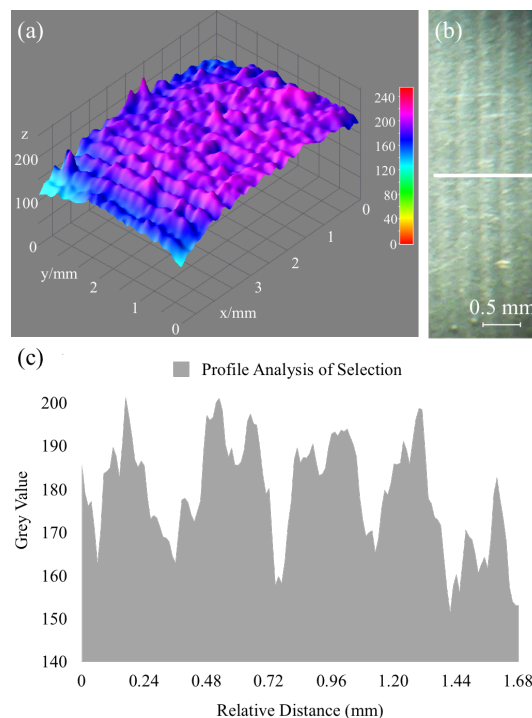 (a)
z
200
100
0
y/mm
2
1
0
x/mm
3
2
1
0
240
200
160
120
80
40
0
(b)
0.5 mm
(c)
Profile Analysis of Selection
Grey Value
200
190
180
170
160
150
140
0 0.24 0.48 0.72 0.96 1.20 1.44 1.68
Relative Distance (mm)